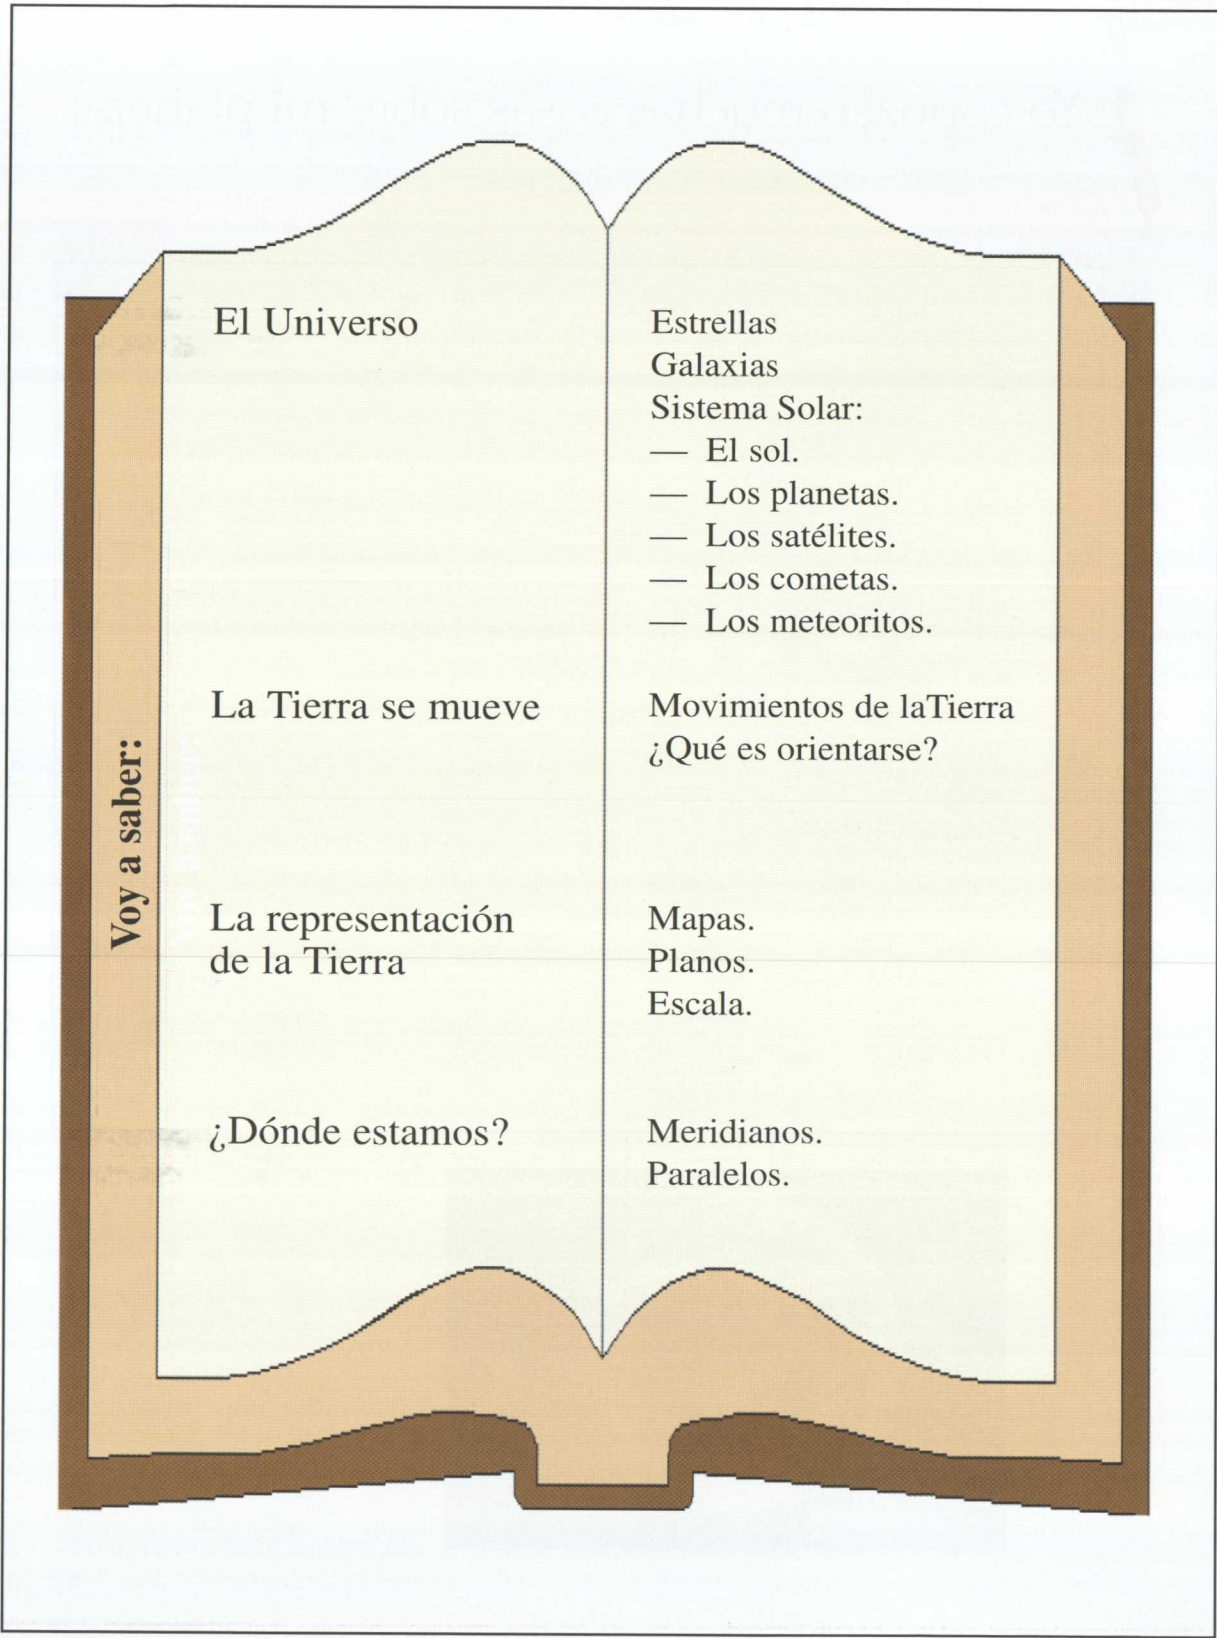 Voy a saber:
El Universo
Estrellas
Galaxias
Sistema Solar:
— El sol.
— Los planetas.
— Los satélites.
— Los cometas.
— Los meteoritos.
La Tierra se mueve
Movimientos de laTierra
¿Qué es orientarse?
La representación
de la Tierra
Mapas.
Planos.
Escala.
¿Dónde estamos?
Meridianos.
Paralelos.